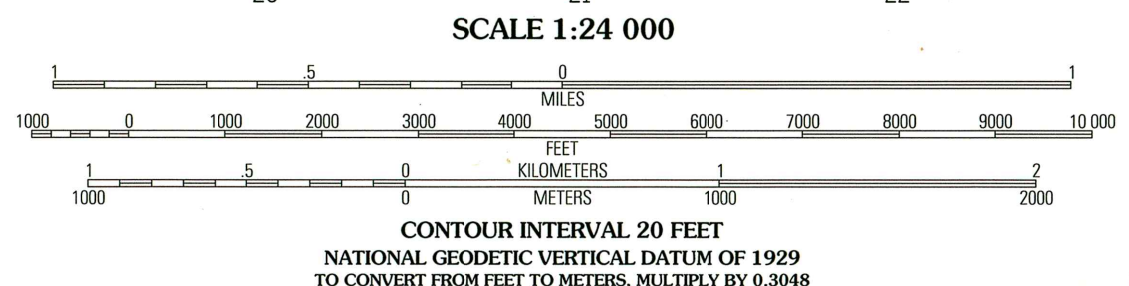 SCALE 1:24 000
1 .5 0 1
MILES
1000 0 1000 2000 3000 4000 5000 6000 7000 8000 9000 10 000
FEET
1 .5 0 KILOMETERS 1 2
1000 0 METERS 1000 2000
CONTOUR INTERVAL 20 FEET
NATIONAL GEODETIC VERTICAL DATUM OF 1929
TO CONVERT FROM FEET TO METERS, MULTIPLY BY 0.3048